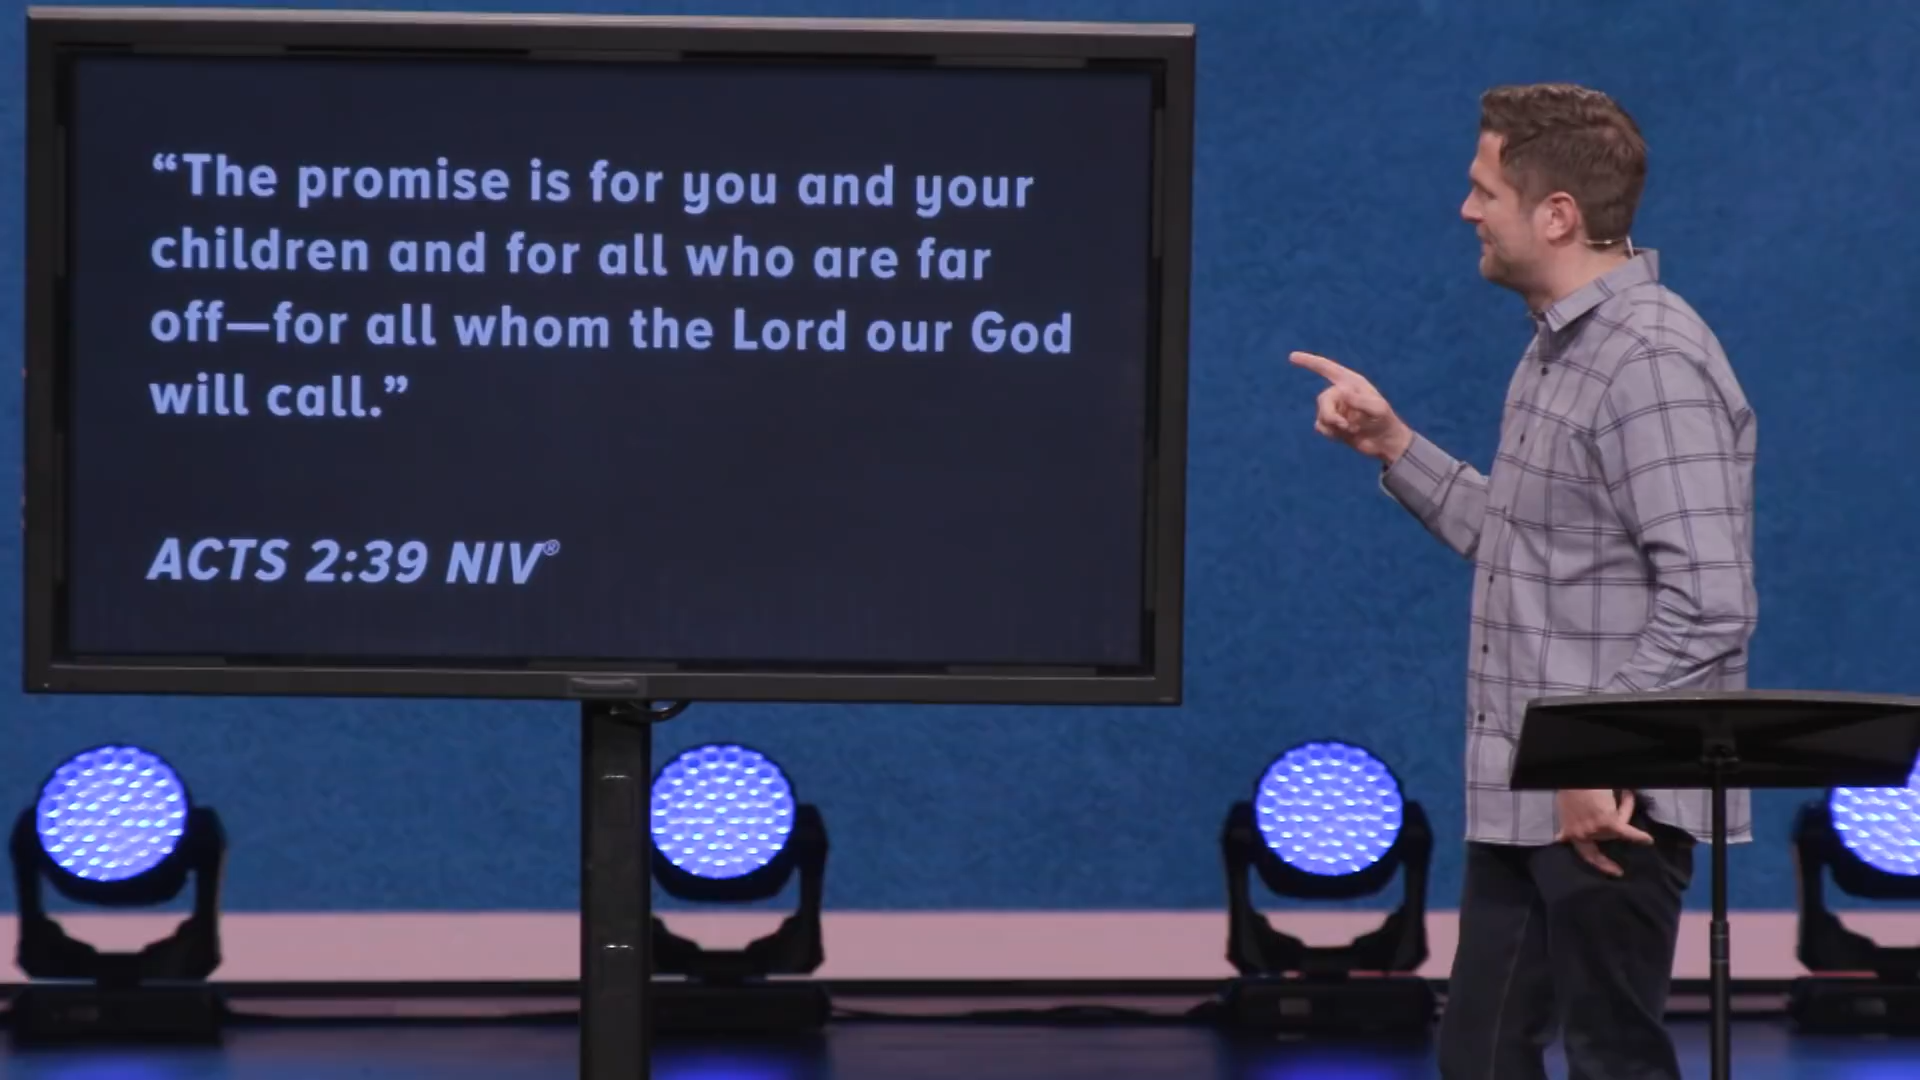 “The promise is for you and your
children and for all who are far
off—for all whom the Lord our God
will call.”
ACTS 2:39 NIV®